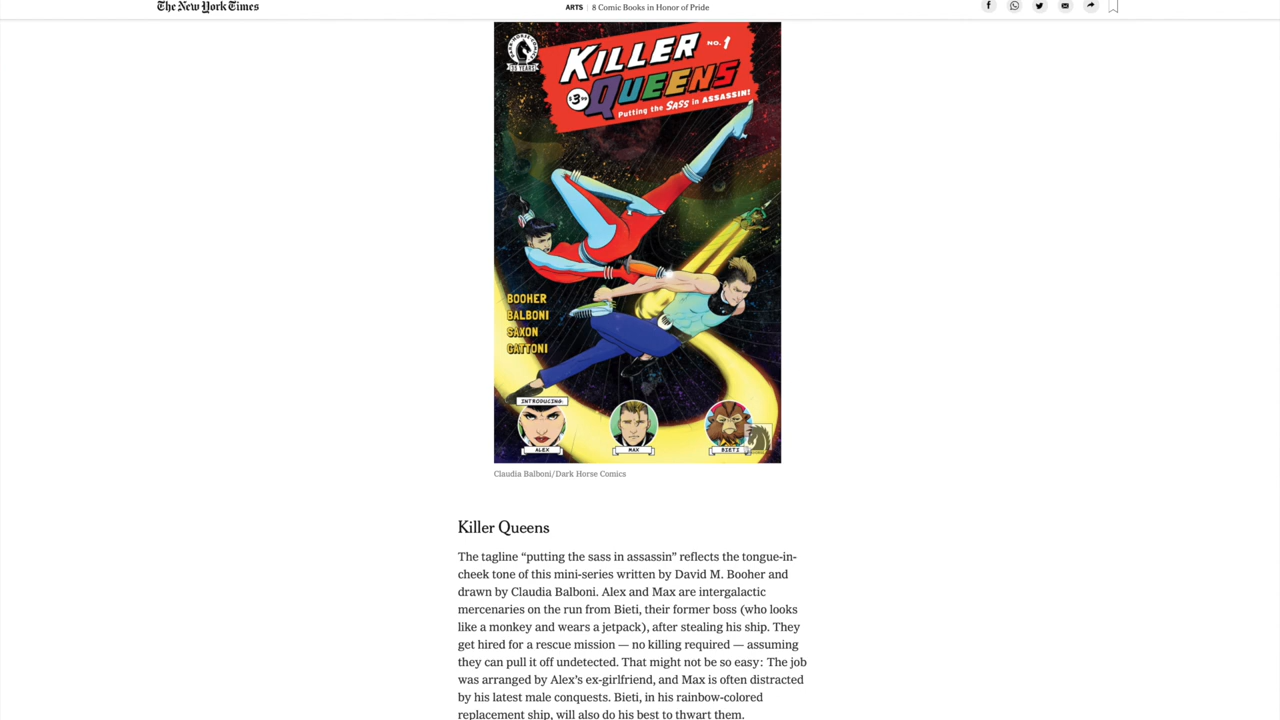 The New York Times
ARTS | 8 Comic Books in Honor of Pride
35 YEARS
KILLER NO. 1
$3.99 QUEENS
Putting the SASS in ASSASSIN!
BOOHER
BALBONI
SAXON
GATTONI
INTRODUCING:
ALEX MAX BIETI
Claudia Balboni/Dark Horse Comics
Killer Queens
The tagline “putting the sass in assassin” reflects the tongue-in-
cheek tone of this mini-series written by David M. Booher and
drawn by Claudia Balboni. Alex and Max are intergalactic
mercenaries on the run from Bieti, their former boss (who looks
like a monkey and wears a jetpack), after stealing his ship. They
get hired for a rescue mission — no killing required — assuming
they can pull it off undetected. That might not be so easy: The job
was arranged by Alex’s ex-girlfriend, and Max is often distracted
by his latest male conquests. Bieti, in his rainbow-colored
replacement ship, will also do his best to thwart them.